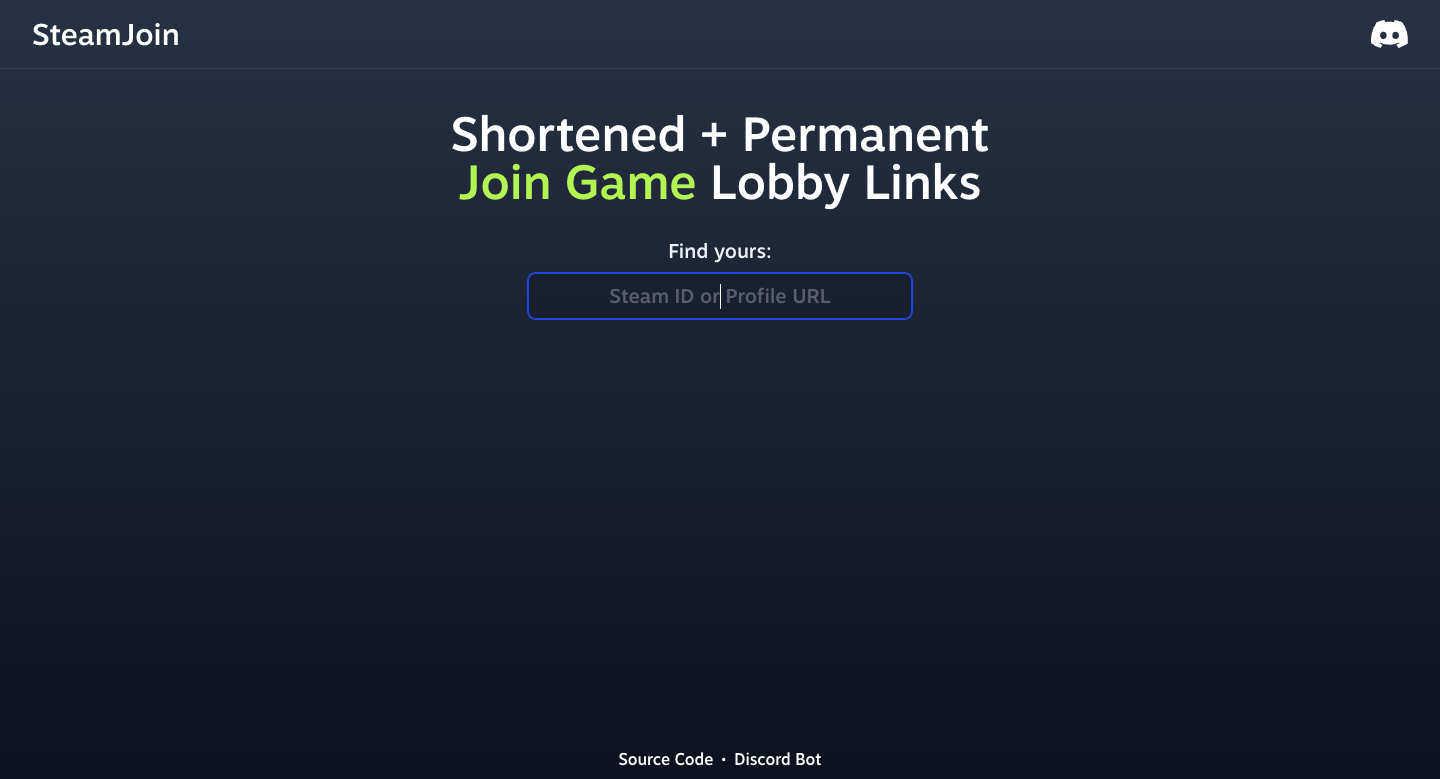 SteamJoin
Shortened + Permanent
Join Game Lobby Links
Find yours:
Steam ID or Profile URL
Source Code • Discord Bot